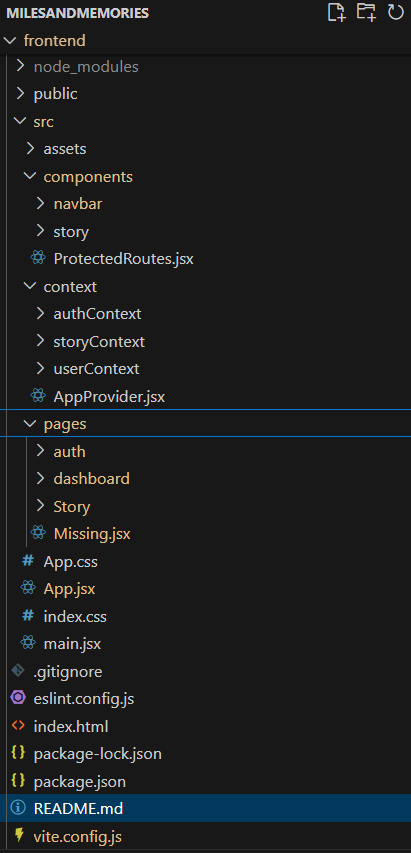 MILESANDMEMORIES
frontend
node_modules
public
src
assets
components
navbar
story
ProtectedRoutes.jsx
context
authContext
storyContext
userContext
AppProvider.jsx
pages
auth
dashboard
Story
Missing.jsx
# App.css
App.jsx
# index.css
main.jsx
.gitignore
eslint.config.js
<> index.html
{} package-lock.json
{} package.json
README.md
vite.config.js